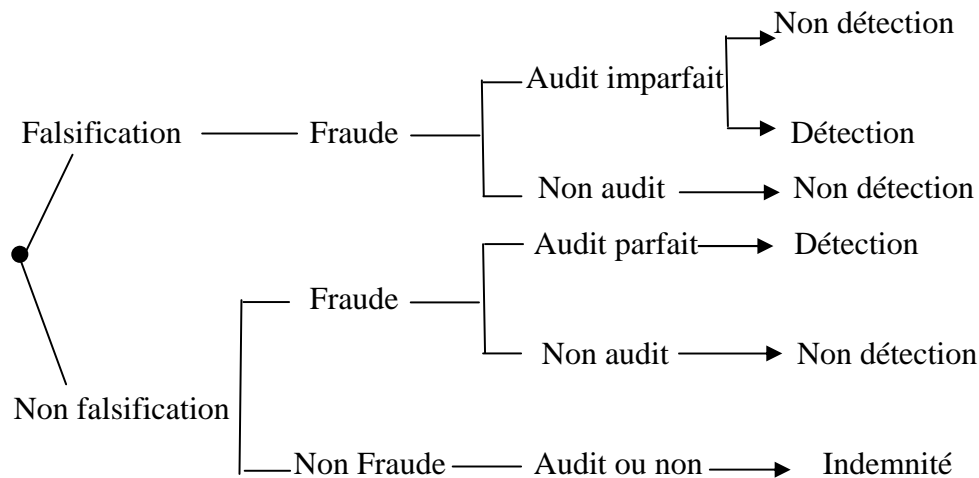 Non détection
Audit imparfait
Falsification
Fraude
Détection
Non audit
Non détection
Audit parfait
Détection
Fraude
Non audit
Non détection
Non falsification
Non Fraude
Audit ou non
Indemnité